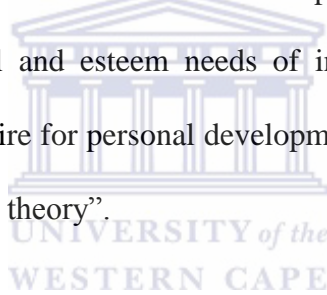 l and esteem needs of in
ire for personal developm
theory”.
UNIVERSITY of the
WESTERN CAPE